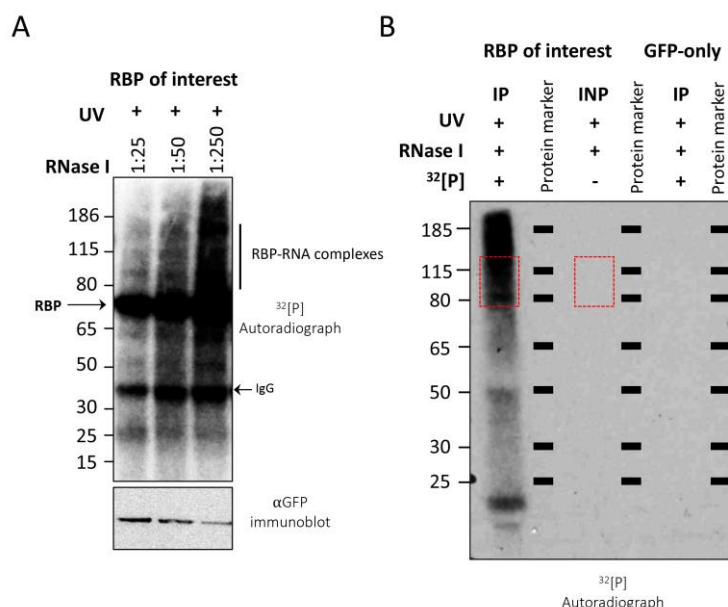 A
RBP of interest
UV + + +
RNase I 1:25 1:50 1:250
186
115
80
RBP
65
50
30
25
15
RBP-RNA complexes
³²[P]
Autoradiograph
IgG
αGFP
immunoblot
B
RBP of interest GFP-only
IP Protein marker INP Protein marker IP Protein marker
UV + + +
RNase I + + +
³²[P] + - +
185
115
80
65
50
30
25
³²[P]
Autoradiograph